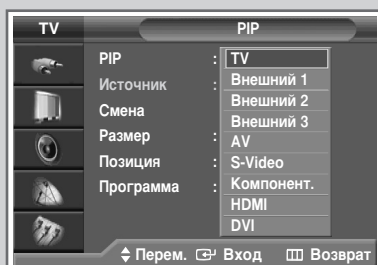 TV PIP
PIP : TV
Источник : Внешний 1
Смена Внешний 2
Внешний 3
Размер : AV
Позиция : S-Video
Программа : Компонент.
HDMI
DVI
Перем. Вход Возврат